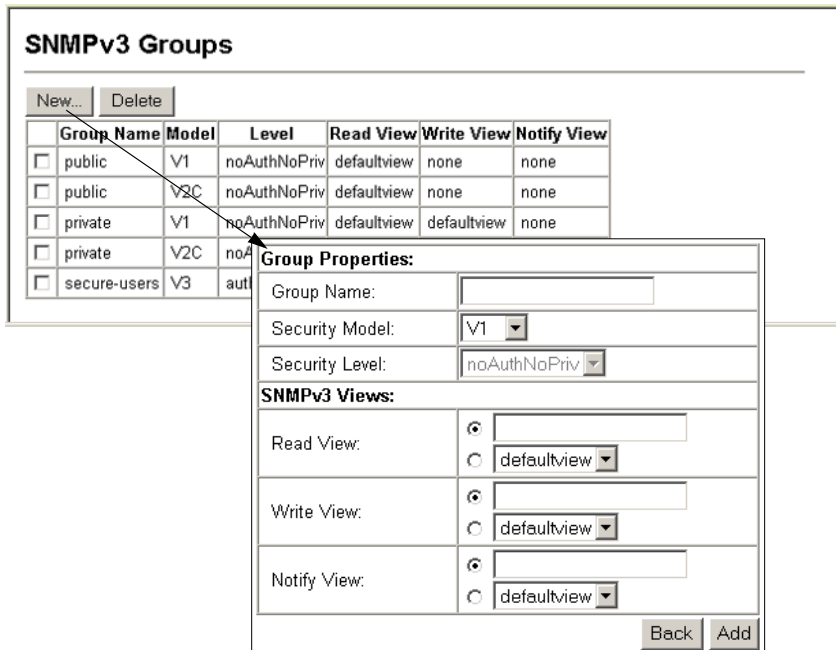 SNMPv3 Groups
New... Delete
Group Name Model Level Read View Write View Notify View
public V1 noAuthNoPriv defaultview none none
public V2C noAuthNoPriv defaultview none none
private V1 noAuthNoPriv defaultview defaultview none
private V2C noA
secure-users V3 aut
Group Properties:
Group Name:
Security Model: V1
Security Level: noAuthNoPriv
SNMPv3 Views:
Read View:
defaultview
Write View:
defaultview
Notify View:
defaultview
Back Add